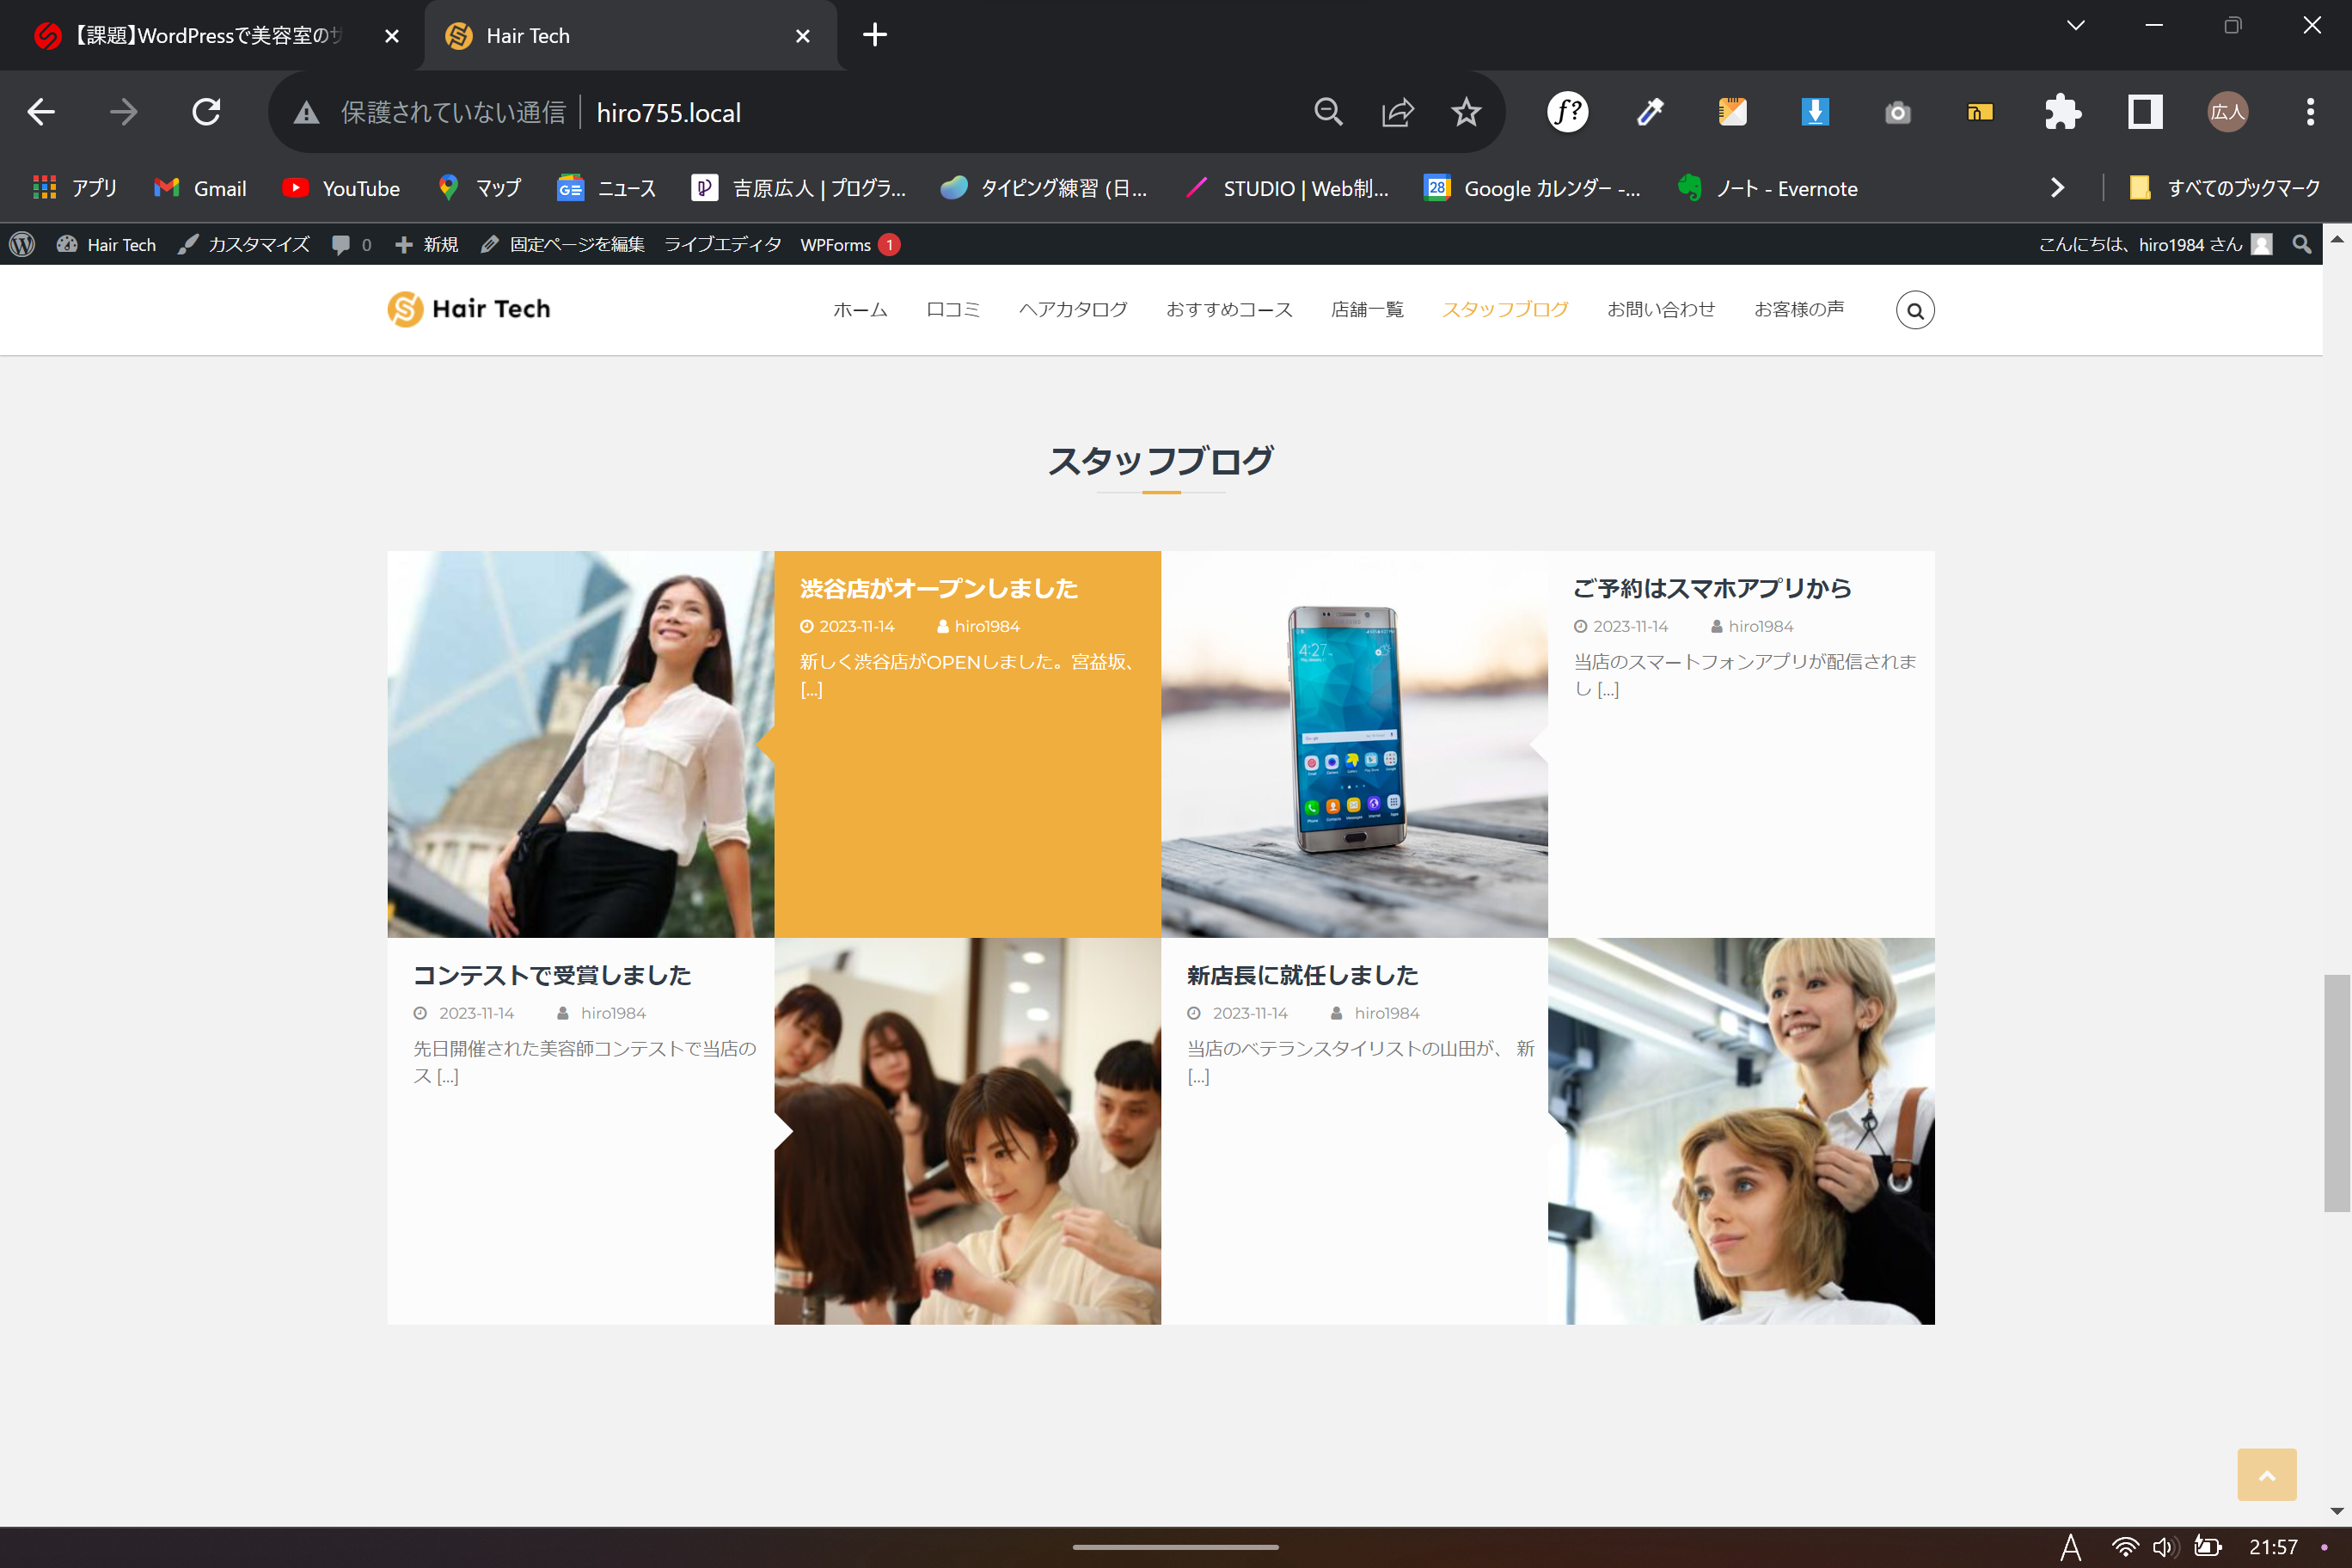 【課題】WordPressで美容室のサ
Hair Tech
保護されていない通信 hiro755.local
f?
広人
アプリ Gmail YouTube マップ ニュース 吉原広人 | プログラ... タイピング練習 (日... STUDIO | Web制... 28 Google カレンダー -... ノート - Evernote すべてのブックマーク
Hair Tech カスタマイズ 0 新規 固定ページを編集 ライブエディタ WPForms 1 こんにちは、hiro1984 さん
Hair Tech ホーム 口コミ ヘアカタログ おすすめコース 店舗一覧 スタッフブログ お問い合わせ お客様の声
スタッフブログ
渋谷店がオープンしました
2023-11-14 hiro1984
新しく渋谷店がOPENしました。宮益坂、
[...]
4:27
ご予約はスマホアプリから
2023-11-14 hiro1984
当店のスマートフォンアプリが配信されま
し [...]
コンテストで受賞しました
2023-11-14 hiro1984
先日開催された美容師コンテストで当店の
ス [...]
新店長に就任しました
2023-11-14 hiro1984
当店のベテランスタイリストの山田が、 新
[...]
A 21:57